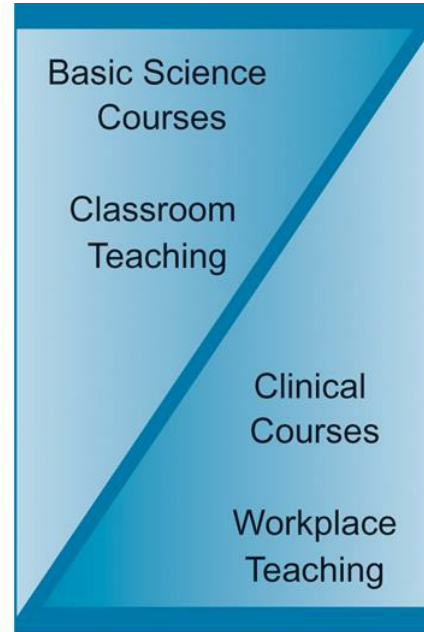 Basic Science
Courses
Classroom
Teaching
Clinical
Courses
Workplace
Teaching